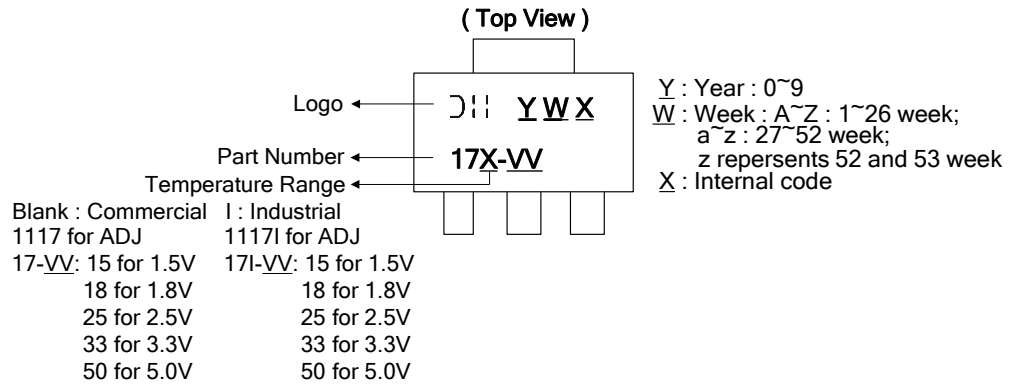 ( Top View )
Logo
Y W X
Y : Year : 0~9
W : Week : A~Z : 1~26 week;
a~z : 27~52 week;
z repersents 52 and 53 week
X : Internal code
Part Number
17X-VV
Temperature Range
Blank : Commercial I : Industrial
1117 for ADJ 1117I for ADJ
17-VV: 15 for 1.5V 17I-VV: 15 for 1.5V
18 for 1.8V 18 for 1.8V
25 for 2.5V 25 for 2.5V
33 for 3.3V 33 for 3.3V
50 for 5.0V 50 for 5.0V